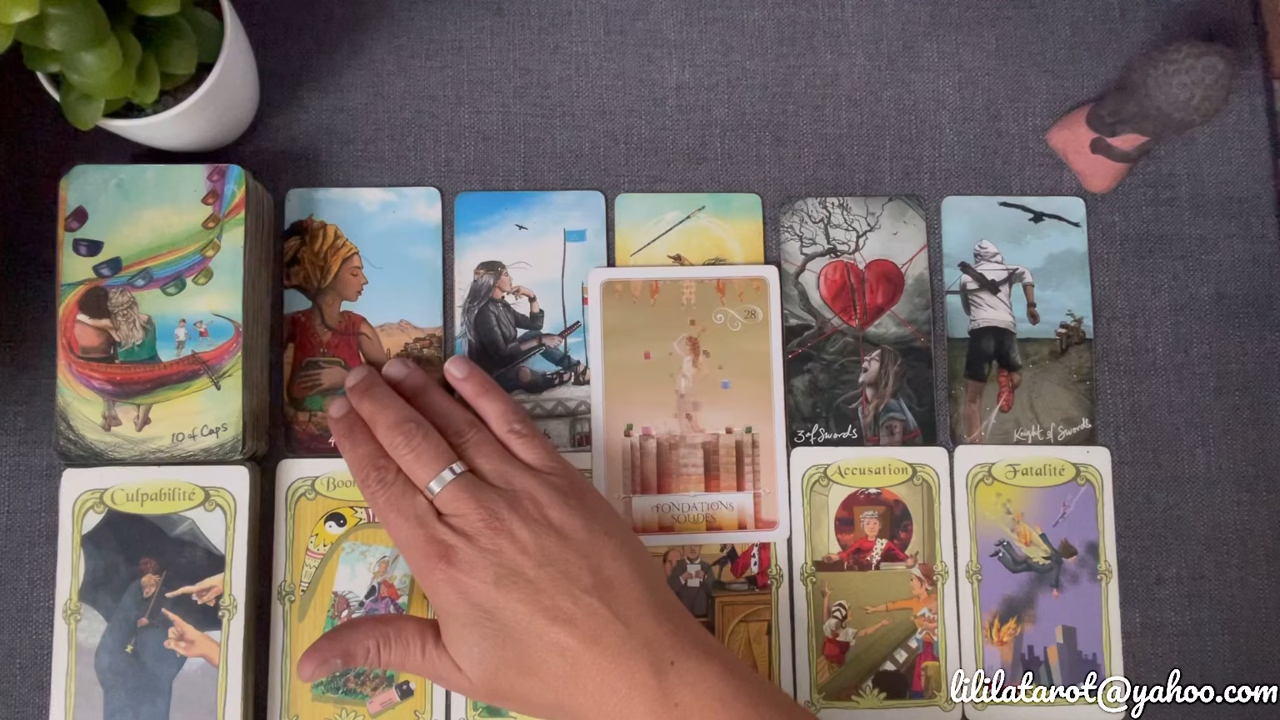 10 of Cups
3 of Swords
Knight of Swords
28
FONDATIONS
SOLIDES
Culpabilité
Accusation
Fatalité
lililatarot@yahoo.com